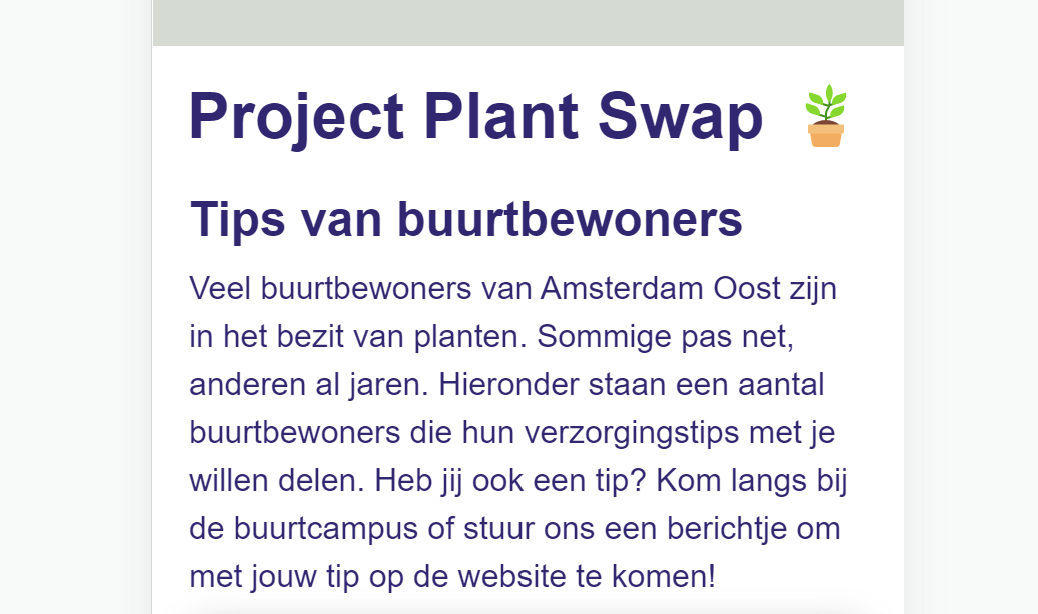 Project Plant Swap 🪴
Tips van buurtbewoners
Veel buurtbewoners van Amsterdam Oost zijn
in het bezit van planten. Sommige pas net,
anderen al jaren. Hieronder staan een aantal
buurtbewoners die hun verzorgingstips met je
willen delen. Heb jij ook een tip? Kom langs bij
de buurtcampus of stuur ons een berichtje om
met jouw tip op de website te komen!